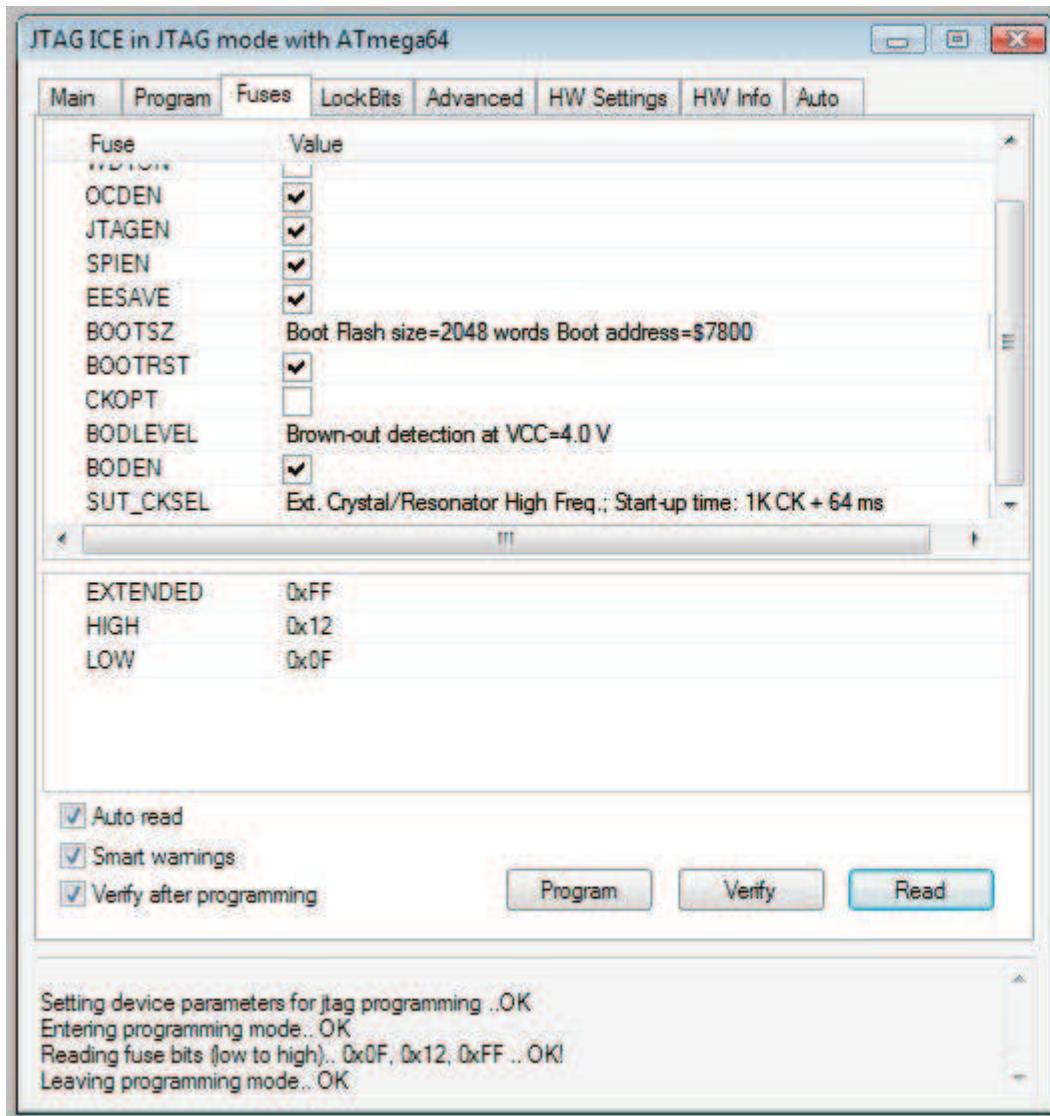 JTAG ICE in JTAG mode with ATmega64
Main Program Fuses LockBits Advanced HW Settings HW Info Auto
Fuse Value
OCDEN
JTAGEN
SPIEN
EESAVE
BOOTSZ Boot Flash size=2048 words Boot address=$7800
BOOTRST
CKOPT
BODLEVEL Brown-out detection at VCC=4.0 V
BODEN
SUT_CKSEL Ext. Crystal/Resonator High Freq.; Start-up time: 1K CK + 64 ms
EXTENDED 0xFF
HIGH 0x12
LOW 0x0F
Auto read
Smart warnings
Verify after programming
Program Verify Read
Setting device parameters for jtag programming ..OK
Entering programming mode.. OK
Reading fuse bits (low to high).. 0x0F, 0x12, 0xFF .. OK!
Leaving programming mode.. OK